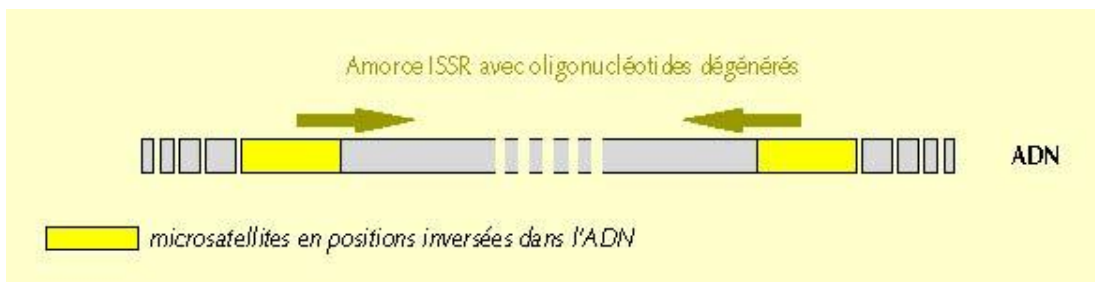 Amorce ISSR avec oligonucléotides dégénérés
ADN
microsatellites en positions inversées dans l'ADN